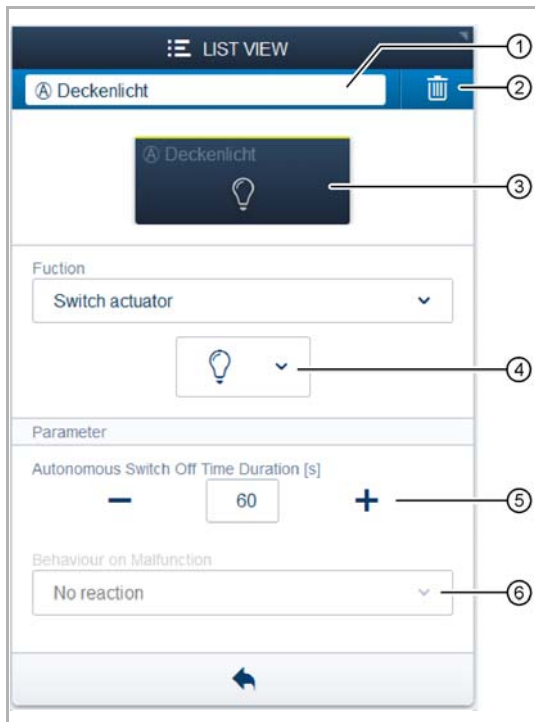 LIST VIEW
1
Ⓐ Deckenlicht
2
Ⓐ Deckenlicht
3
Fuction
Switch actuator
4
Parameter
Autonomous Switch Off Time Duration [s]
60
5
Behaviour on Malfunction
No reaction
6